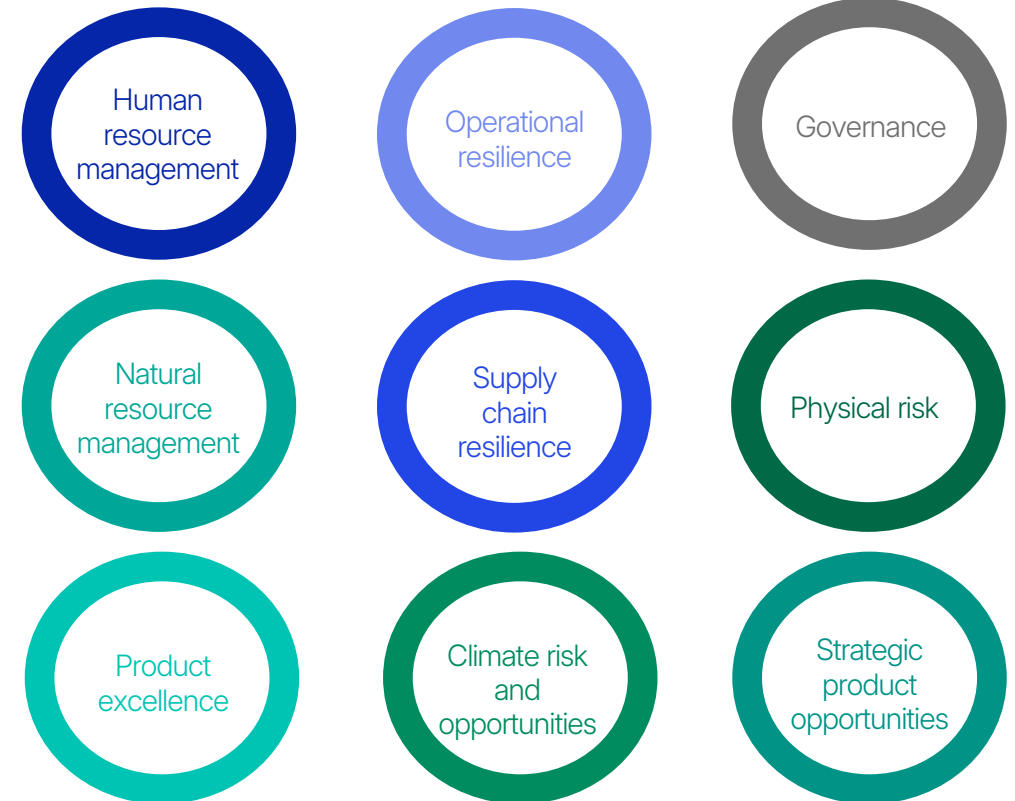 Human
resource
management
Operational
resilience
Governance
Natural
resource
management
Supply
chain
resilience
Physical risk
Product
excellence
Climate risk
and
opportunities
Strategic
product
opportunities